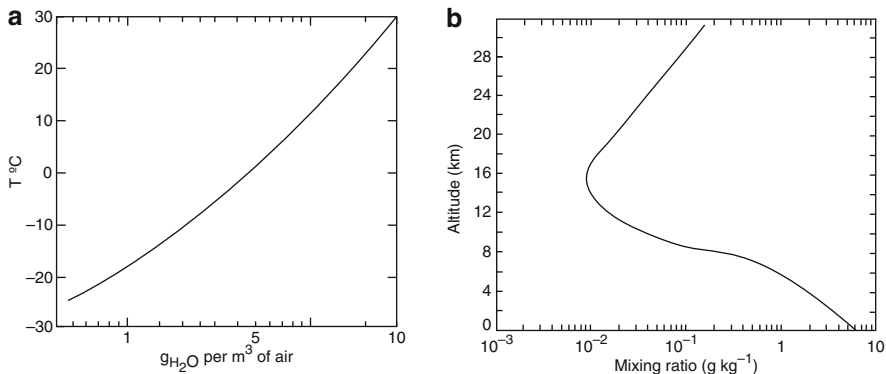 a
30
20
10
0
−10
−20
−30
T ºC
1 5 10
gH2O per m3 of air
b
28
24
20
16
12
8
4
0
Altitude (km)
10−3 10−2 10−1 1 10
Mixing ratio (g kg−1)